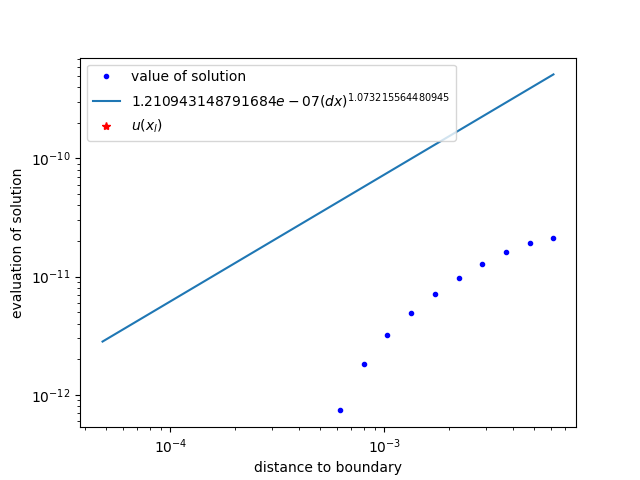 value of solution
1.210943148791684e − 07(dx)^1.073215564480945
u(x_l)
evaluation of solution
10^−10
10^−11
10^−12
10^−4
10^−3
distance to boundary